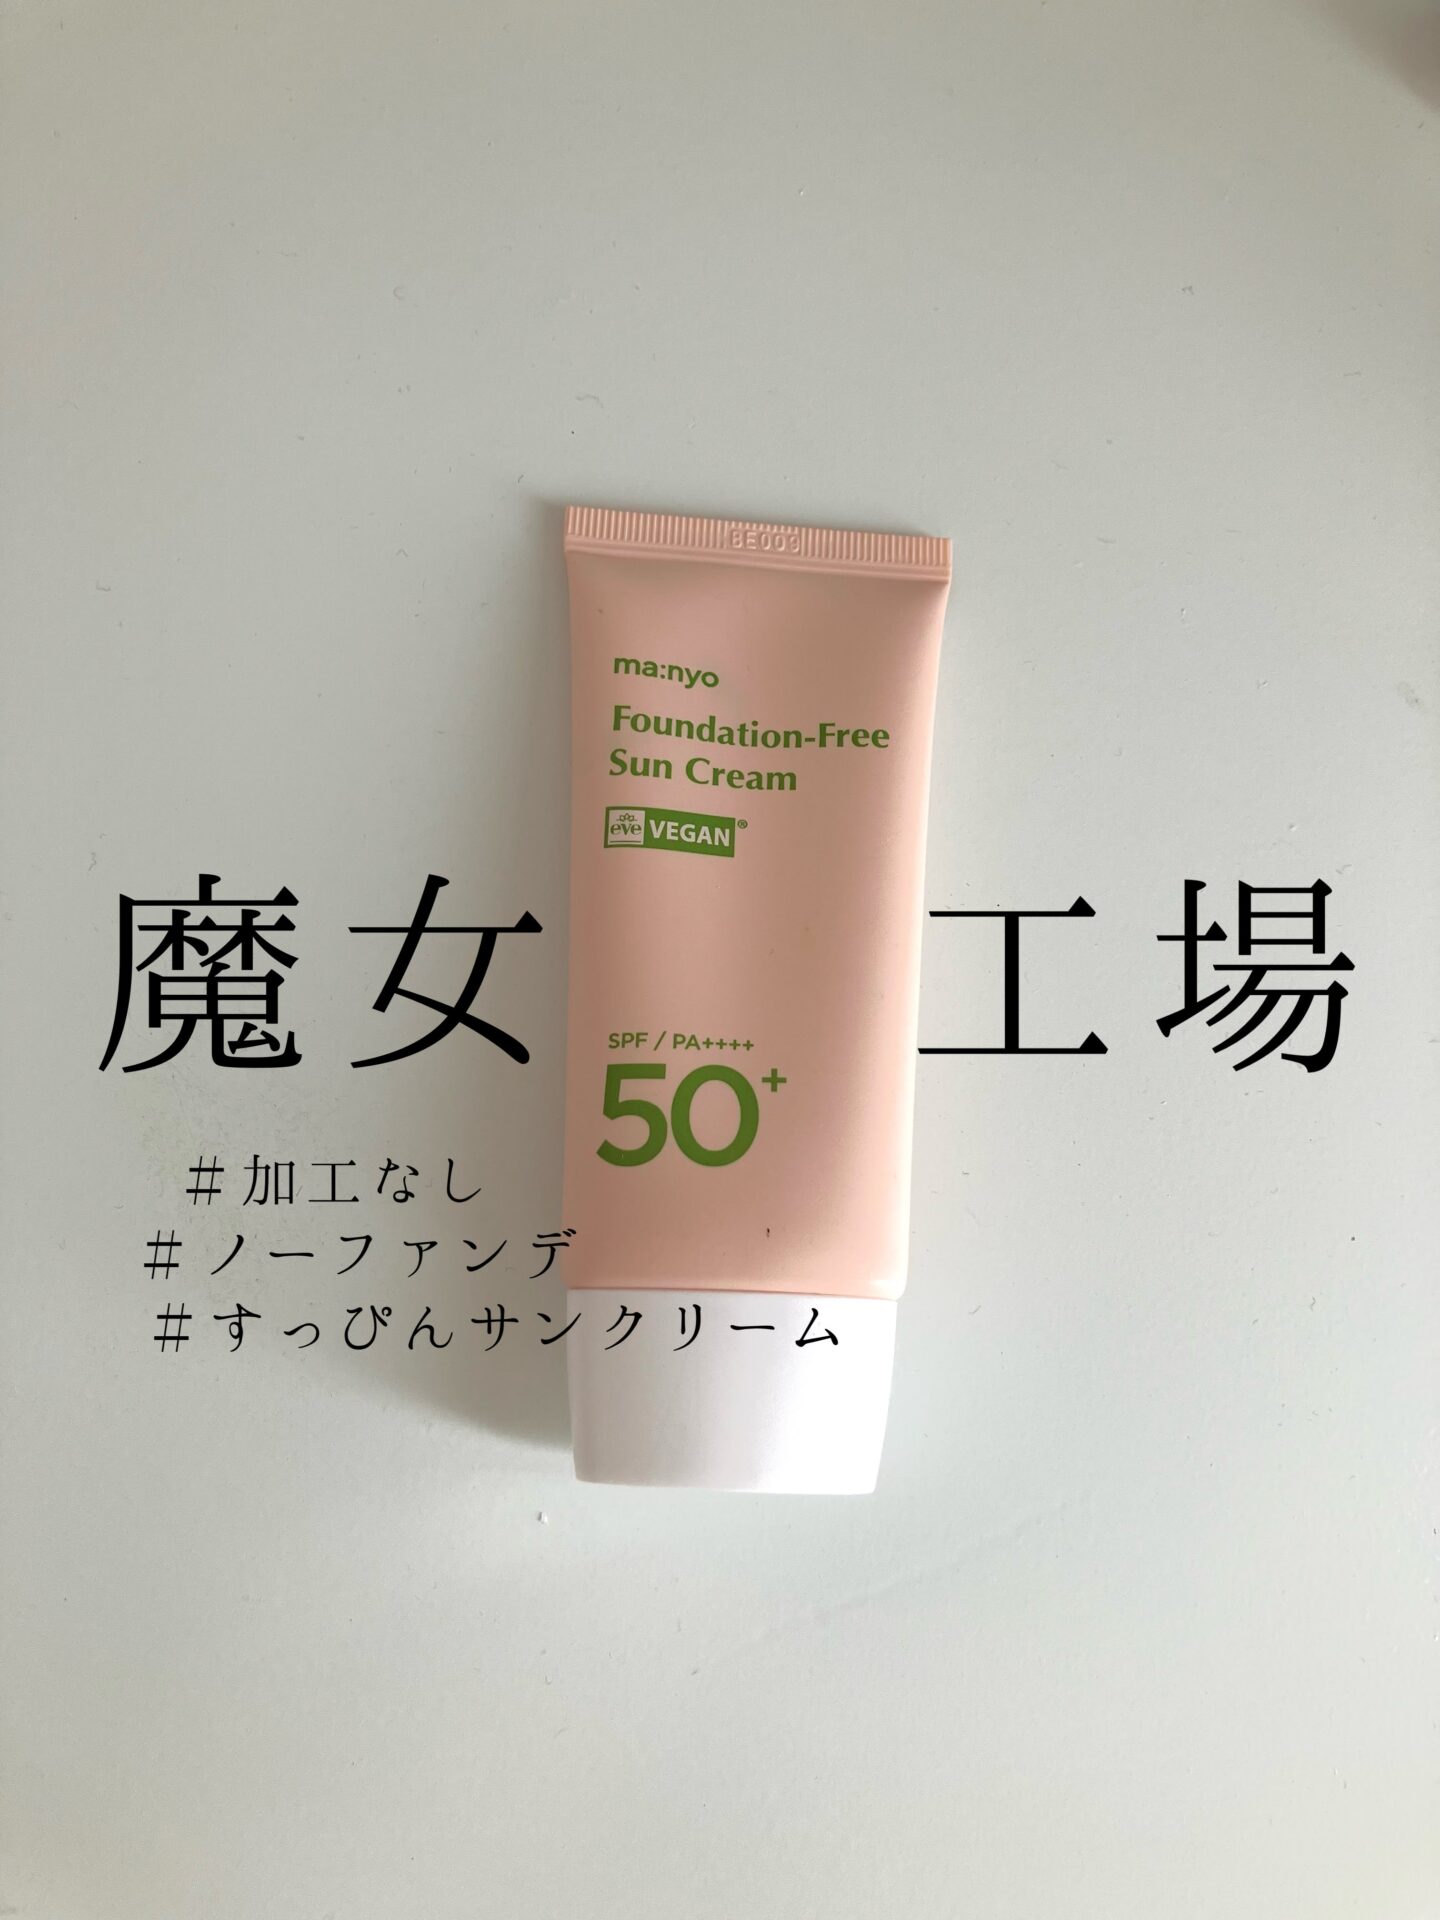 8E009
ma:nyo
Foundation-Free
Sun Cream
eve VEGAN®
魔女工場
SPF / PA++++
50+
#加工なし
#ノーファンデ
#すっぴんサンクリーム